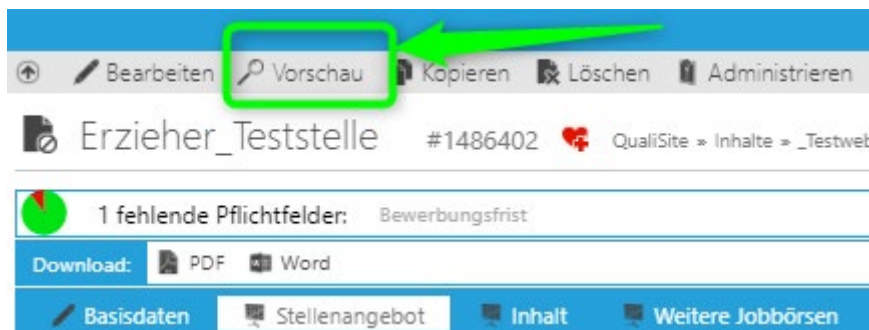 Bearbeiten Vorschau Kopieren Löschen Administrieren
Erzieher_Teststelle #1486402 QualiSite » Inhalte » _Testweb
1 fehlende Pflichtfelder: Bewerbungsfrist
Download: PDF Word
Basisdaten Stellenangebot Inhalt Weitere Jobbörsen